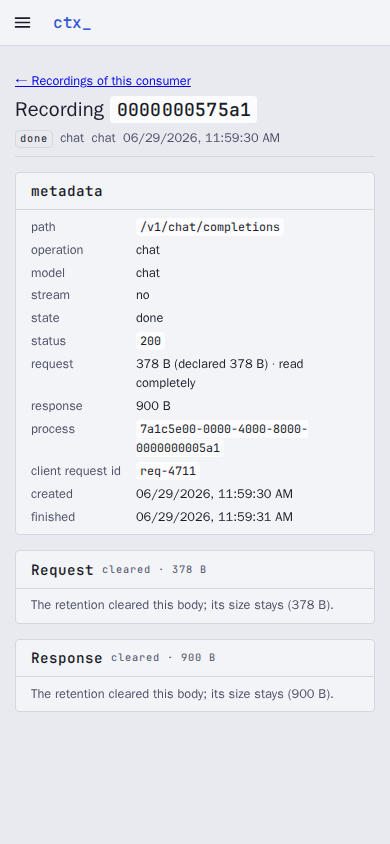 ctx_
← Recordings of this consumer
Recording 0000000575a1
done chat chat 06/29/2026, 11:59:30 AM
metadata
path /v1/chat/completions
operation chat
model chat
stream no
state done
status 200
request 378 B (declared 378 B) · read
completely
response 900 B
process 7a1c5e00-0000-4000-8000-
0000000005a1
client request id req-4711
created 06/29/2026, 11:59:30 AM
finished 06/29/2026, 11:59:31 AM
Request cleared · 378 B
The retention cleared this body; its size stays (378 B).
Response cleared · 900 B
The retention cleared this body; its size stays (900 B).